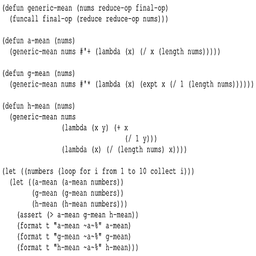 (defun generic-mean (nums reduce-op final-op)
  (funcall final-op (reduce reduce-op nums)))

(defun a-mean (nums)
  (generic-mean nums #'+ (lambda (x) (/ x (length nums)))))

(defun g-mean (nums)
  (generic-mean nums #'* (lambda (x) (expt x (/ 1 (length nums))))))

(defun h-mean (nums)
  (generic-mean nums
                (lambda (x y) (+ x
                                 (/ 1 y)))
                (lambda (x) (/ (length nums) x))))

(let ((numbers (loop for i from 1 to 10 collect i)))
  (let ((a-mean (a-mean numbers))
        (g-mean (g-mean numbers))
        (h-mean (h-mean numbers)))
    (assert (> a-mean g-mean h-mean))
    (format t "a-mean ~a~%" a-mean)
    (format t "g-mean ~a~%" g-mean)
    (format t "h-mean ~a~%" h-mean)))